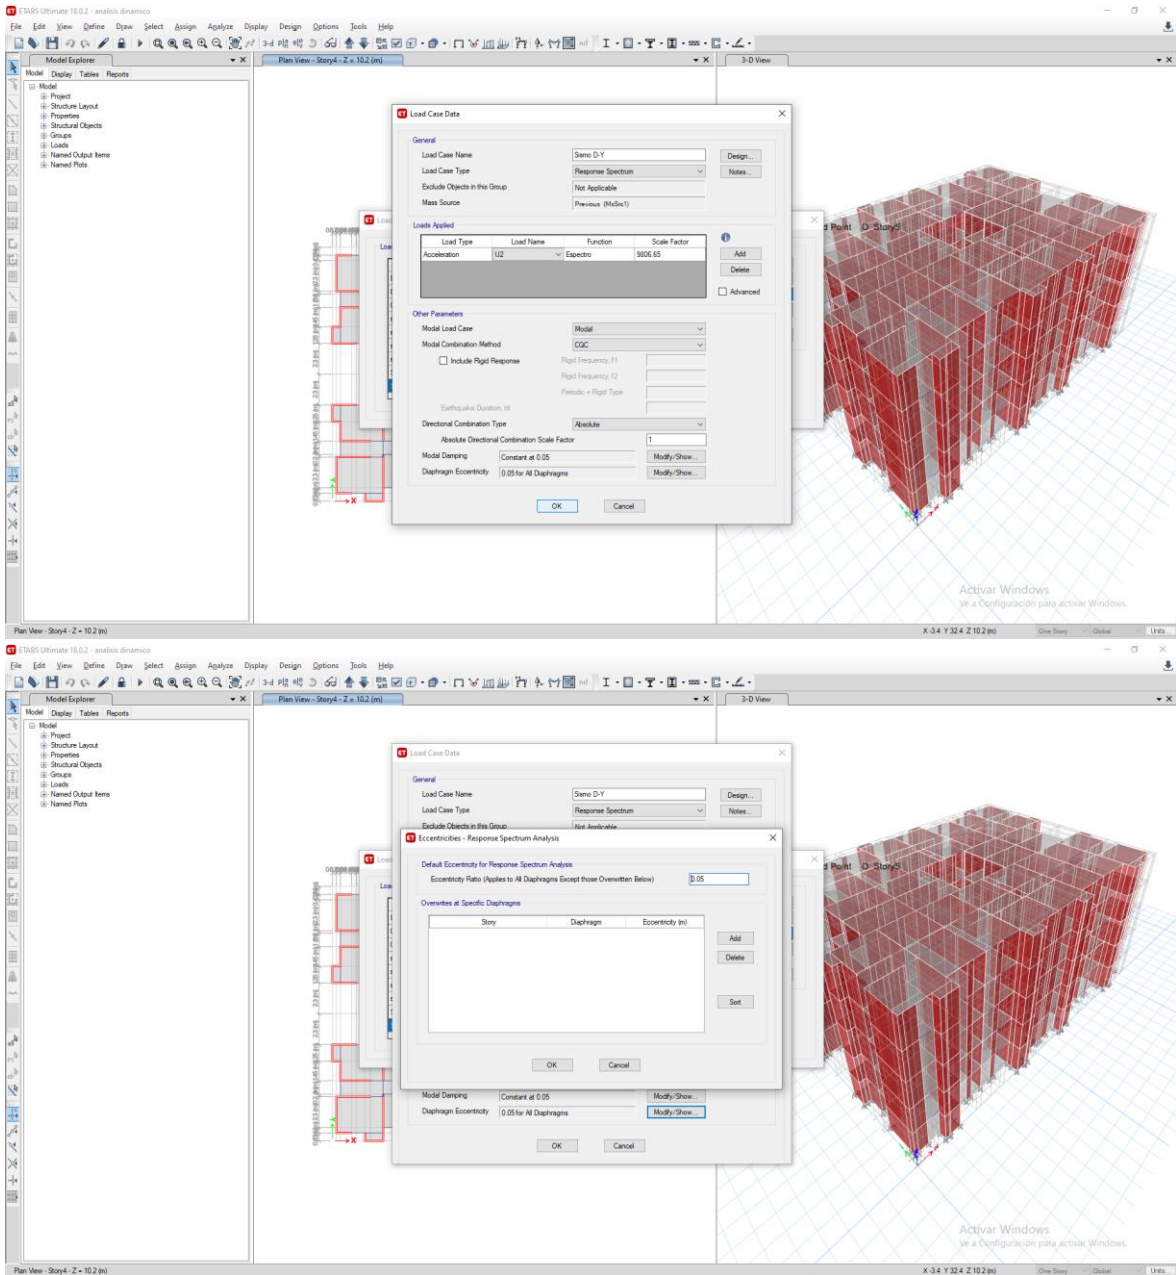 ETABS Ultimate 18.0.2 - analisis dinamico
File Edit View Define Draw Select Assign Analyze Display Design Options Tools Help
Model Explorer
Plan View - Story4 - Z = 10.2 (m)
3-D View
Model Display Tables Reports
Model
Project
Structure Layout
Properties
Structural Objects
Groups
Loads
Named Output Items
Named Plots
Load Case Data
General
Load Case Name Sismo D-Y Design...
Load Case Type Response Spectrum Notes...
Exclude Objects in this Group Not Applicable
Mass Source Previous (MsSrc1)
Loads Applied
Load Type Load Name Function Scale Factor
Acceleration U2 Espectro 9806.65
Add
Delete
Advanced
Other Parameters
Modal Load Case Modal
Modal Combination Method CQC
Include Rigid Response Rigid Frequency, f1
Rigid Frequency, f2
Periodic + Rigid Type
Earthquake Duration, td
Directional Combination Type Absolute
Absolute Directional Combination Scale Factor 1
Modal Damping Constant at 0.05 Modify/Show...
Diaphragm Eccentricity 0.05 for All Diaphragms Modify/Show...
OK Cancel
d Point O Story5
X
Activar Windows
Ve a Configuración para activar Windows.
Plan View - Story4 - Z = 10.2 (m)
X -3.4 Y 32.4 Z 10.2 (m) One Story Global Units...
ETABS Ultimate 18.0.2 - analisis dinamico
File Edit View Define Draw Select Assign Analyze Display Design Options Tools Help
Model Explorer
Plan View - Story4 - Z = 10.2 (m)
3-D View
Model Display Tables Reports
Model
Project
Structure Layout
Properties
Structural Objects
Groups
Loads
Named Output Items
Named Plots
Load Case Data
General
Load Case Name Sismo D-Y Design...
Load Case Type Response Spectrum Notes...
Exclude Objects in this Group Not Applicable
Eccentricities - Response Spectrum Analysis
Default Eccentricity for Response Spectrum Analysis
Eccentricity Ratio (Applies to All Diaphragms Except those Overwritten Below) 0.05
Overwrites at Specific Diaphragms
Story Diaphragm Eccentricity (m)
Add
Delete
Sort
OK Cancel
Modal Damping Constant at 0.05 Modify/Show...
Diaphragm Eccentricity 0.05 for All Diaphragms Modify/Show...
OK Cancel
d Point O Story5
X
Activar Windows
Ve a Configuración para activar Windows.
Plan View - Story4 - Z = 10.2 (m)
X -3.4 Y 32.4 Z 10.2 (m) One Story Global Units...